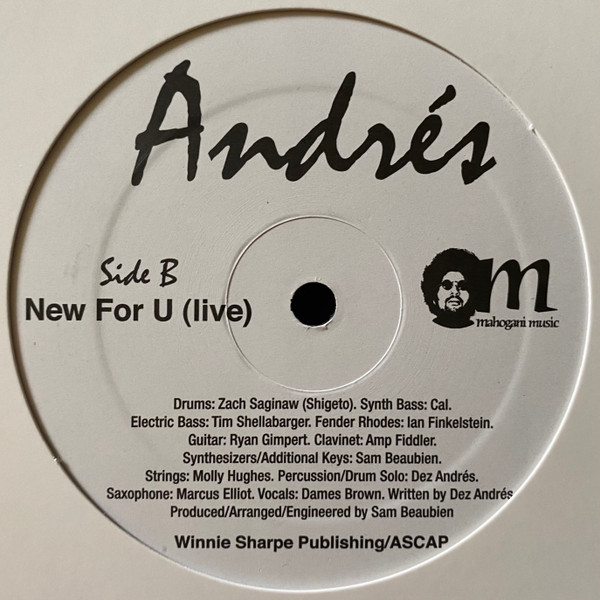 Andrés
Side B
New For U (live)
m
mahogani music
Drums: Zach Saginaw (Shigeto). Synth Bass: Cal.
Electric Bass: Tim Shellabarger. Fender Rhodes: Ian Finkelstein.
Guitar: Ryan Gimpert. Clavinet: Amp Fiddler.
Synthesizers/Additional Keys: Sam Beaubien.
Strings: Molly Hughes. Percussion/Drum Solo: Dez Andrés.
Saxophone: Marcus Elliot. Vocals: Dames Brown. Written by Dez Andrés
Produced/Arranged/Engineered by Sam Beaubien
Winnie Sharpe Publishing/ASCAP